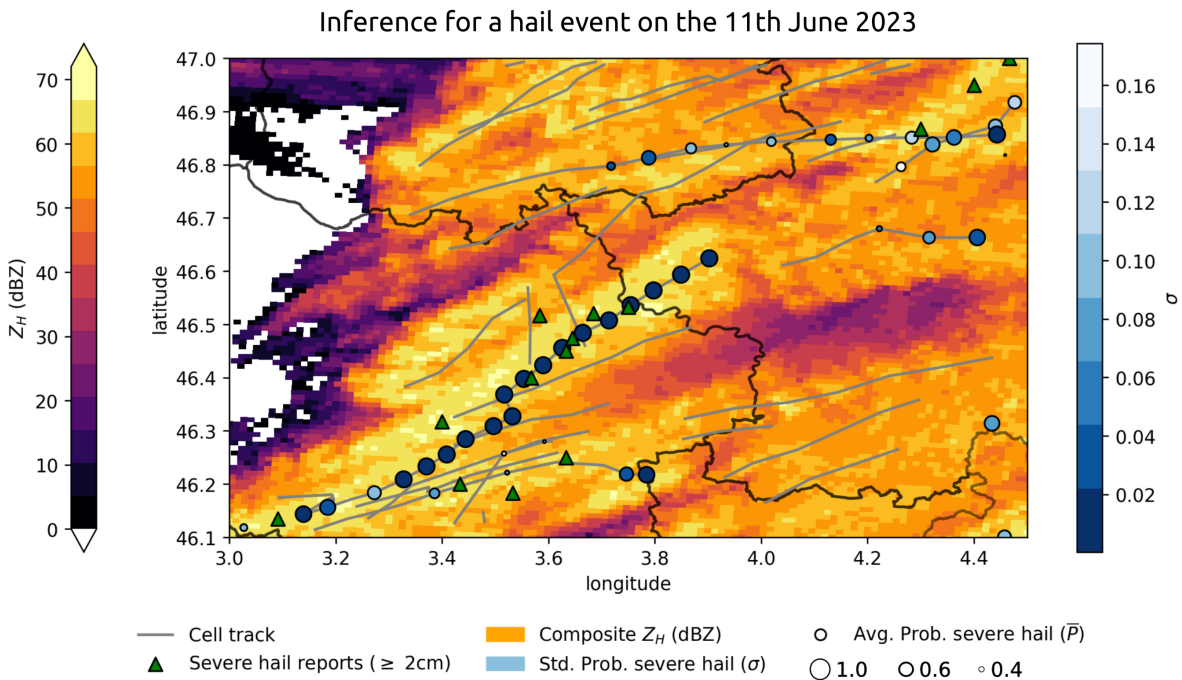 Inference for a hail event on the 11th June 2023
70
60
50
40
30
20
10
0
Z_H (dBZ)
47.0
46.9
46.8
46.7
46.6
46.5
46.4
46.3
46.2
46.1
latitude
3.0 3.2 3.4 3.6 3.8 4.0 4.2 4.4
longitude
0.16
0.14
0.12
0.10
0.08
0.06
0.04
0.02
σ
Cell track
Severe hail reports (≥ 2cm)
Composite Z_H (dBZ)
Std. Prob. severe hail (σ)
Avg. Prob. severe hail (P̅)
1.0 0.6 0.4